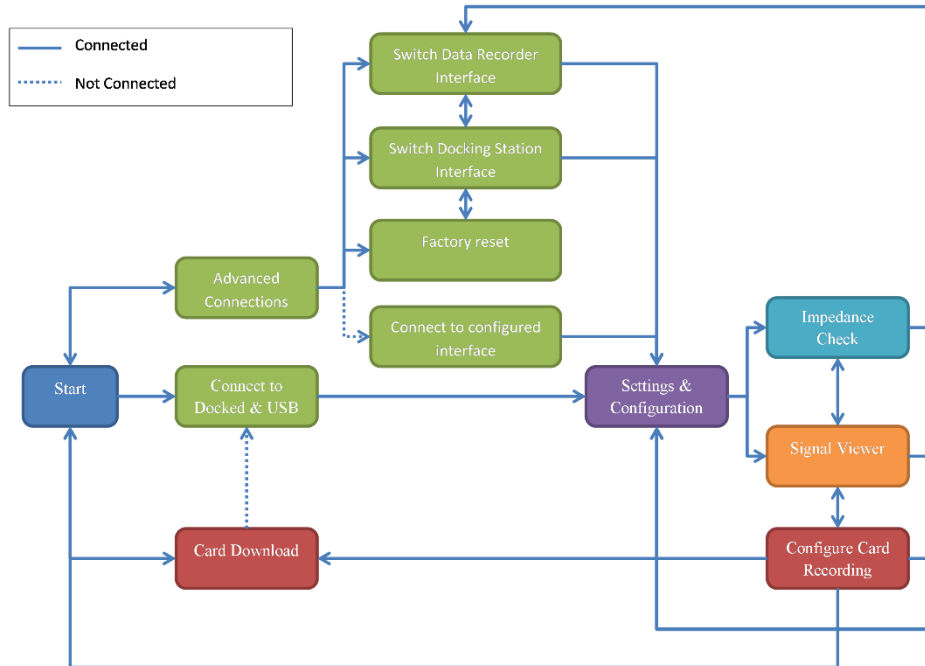 Connected
Not Connected
Switch Data Recorder
Interface
Switch Docking Station
Interface
Factory reset
Advanced
Connections
Connect to configured
interface
Impedance
Check
Start
Connect to
Docked & USB
Settings &
Configuration
Signal Viewer
Card Download
Configure Card
Recording